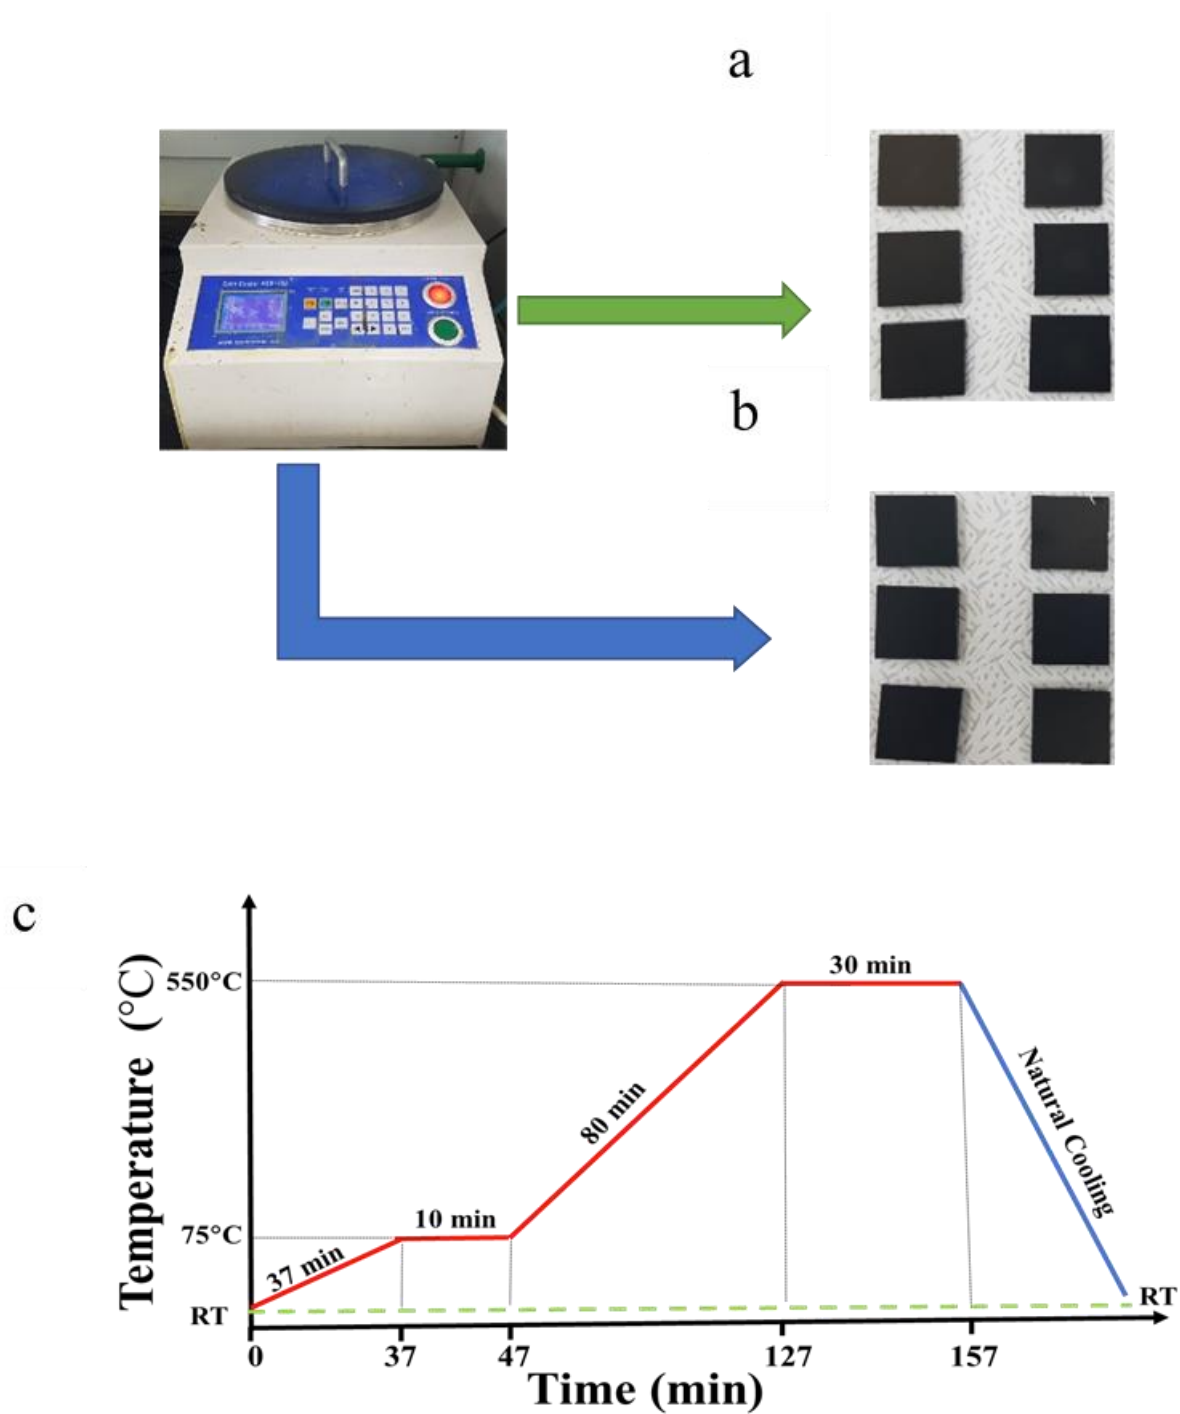 a
b
c
Temperature (°C)
550°C
75°C
RT
37 min
10 min
80 min
30 min
Natural Cooling
RT
0
37
47
127
157
Time (min)